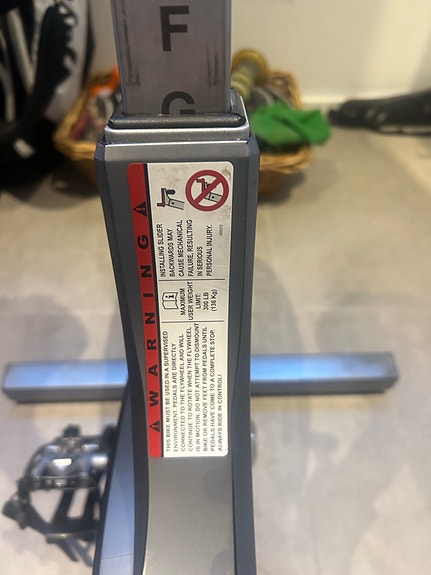 F
G
WARNING
THIS BIKE MUST BE USED IN A SUPERVISED
ENVIRONMENT. PEDALS ARE DIRECTLY
CONNECTED TO THE FLYWHEEL AND WILL
CONTINUE TO ROTATE WHEN THE FLYWHEEL
IS IN MOTION. DO NOT ATTEMPT TO DISMOUNT
BIKE OR REMOVE FEET FROM PEDALS UNTIL
PEDALS HAVE COME TO A COMPLETE STOP.
ALWAYS RIDE IN CONTROL!
MAXIMUM
USER WEIGHT
LIMIT:
300 LB
(136 Kg)
INSTALLING SLIDER
BACKWARDS MAY
CAUSE MECHANICAL
FAILURE, RESULTING
IN SERIOUS
PERSONAL INJURY.